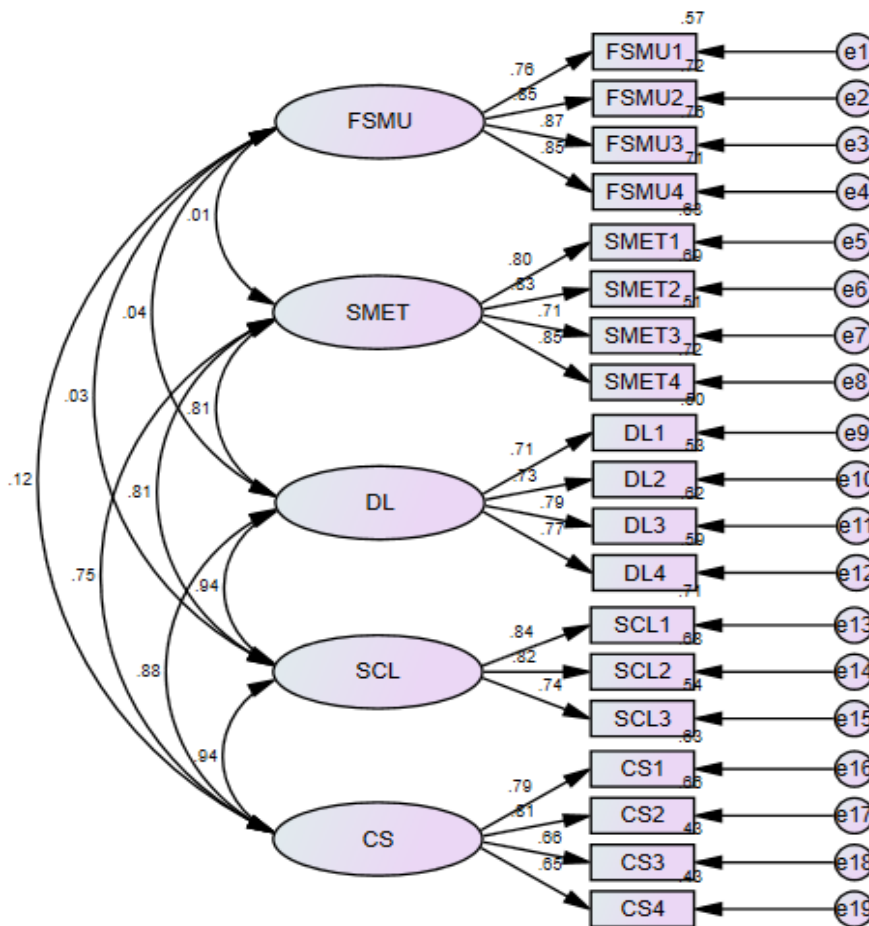 .57
FSMU1
e1
.76
.72
FSMU2
e2
.85
.76
FSMU
FSMU3
e3
.87
.71
FSMU4
e4
.85
.63
.01
SMET1
e5
.80
.69
SMET2
e6
.83
.51
SMET
SMET3
e7
.71
.72
.04
SMET4
e8
.85
.50
.03
.81
DL1
e9
.71
.53
DL2
e10
.73
.62
.12
.81
DL
DL3
e11
.79
.59
DL4
e12
.77
.71
.75
.94
SCL1
e13
.84
.68
.88
SCL
SCL2
e14
.82
.54
SCL3
e15
.74
.63
.94
CS1
e16
.79
.66
CS2
e17
.81
.43
CS
CS3
e18
.66
.43
CS4
e19
.65